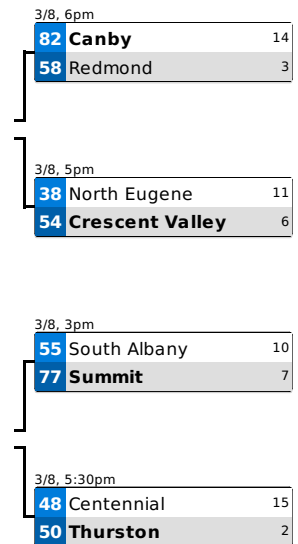 3/8, 6pm
82 Canby 14
58 Redmond 3
3/8, 5pm
38 North Eugene 11
54 Crescent Valley 6
3/8, 3pm
55 South Albany 10
77 Summit 7
3/8, 5:30pm
48 Centennial 15
50 Thurston 2